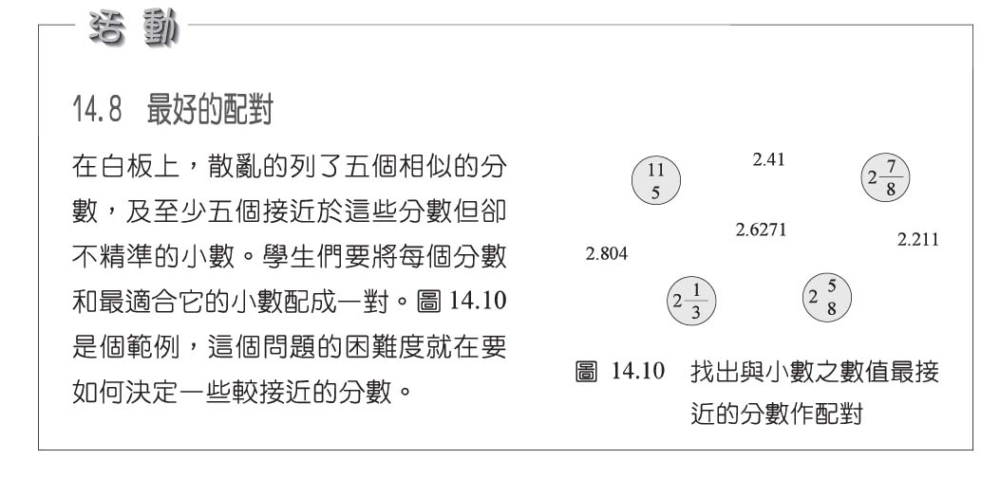 活動
14.8 最好的配對
在白板上，散亂的列了五個相似的分
數，及至少五個接近於這些分數但卻
不精準的小數。學生們要將每個分數
和最適合它的小數配成一對。圖 14.10
是個範例，這個問題的困難度就在要
如何決定一些較接近的分數。
11/5 2.41 2 7/8
2.6271
2.804 2.211
2 1/3 2 5/8
圖 14.10 找出與小數之數值最接
近的分數作配對